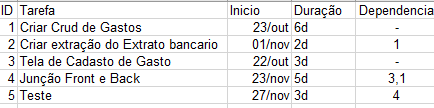 ID Tarefa Inicio Duração Dependencia
1 Criar Crud de Gastos 23/out 6d -
2 Criar extração do Extrato bancario 01/nov 2d 1
3 Tela de Cadasto de Gasto 22/out 3d -
4 Junção Front e Back 23/nov 5d 3,1
5 Teste 27/nov 3d 4